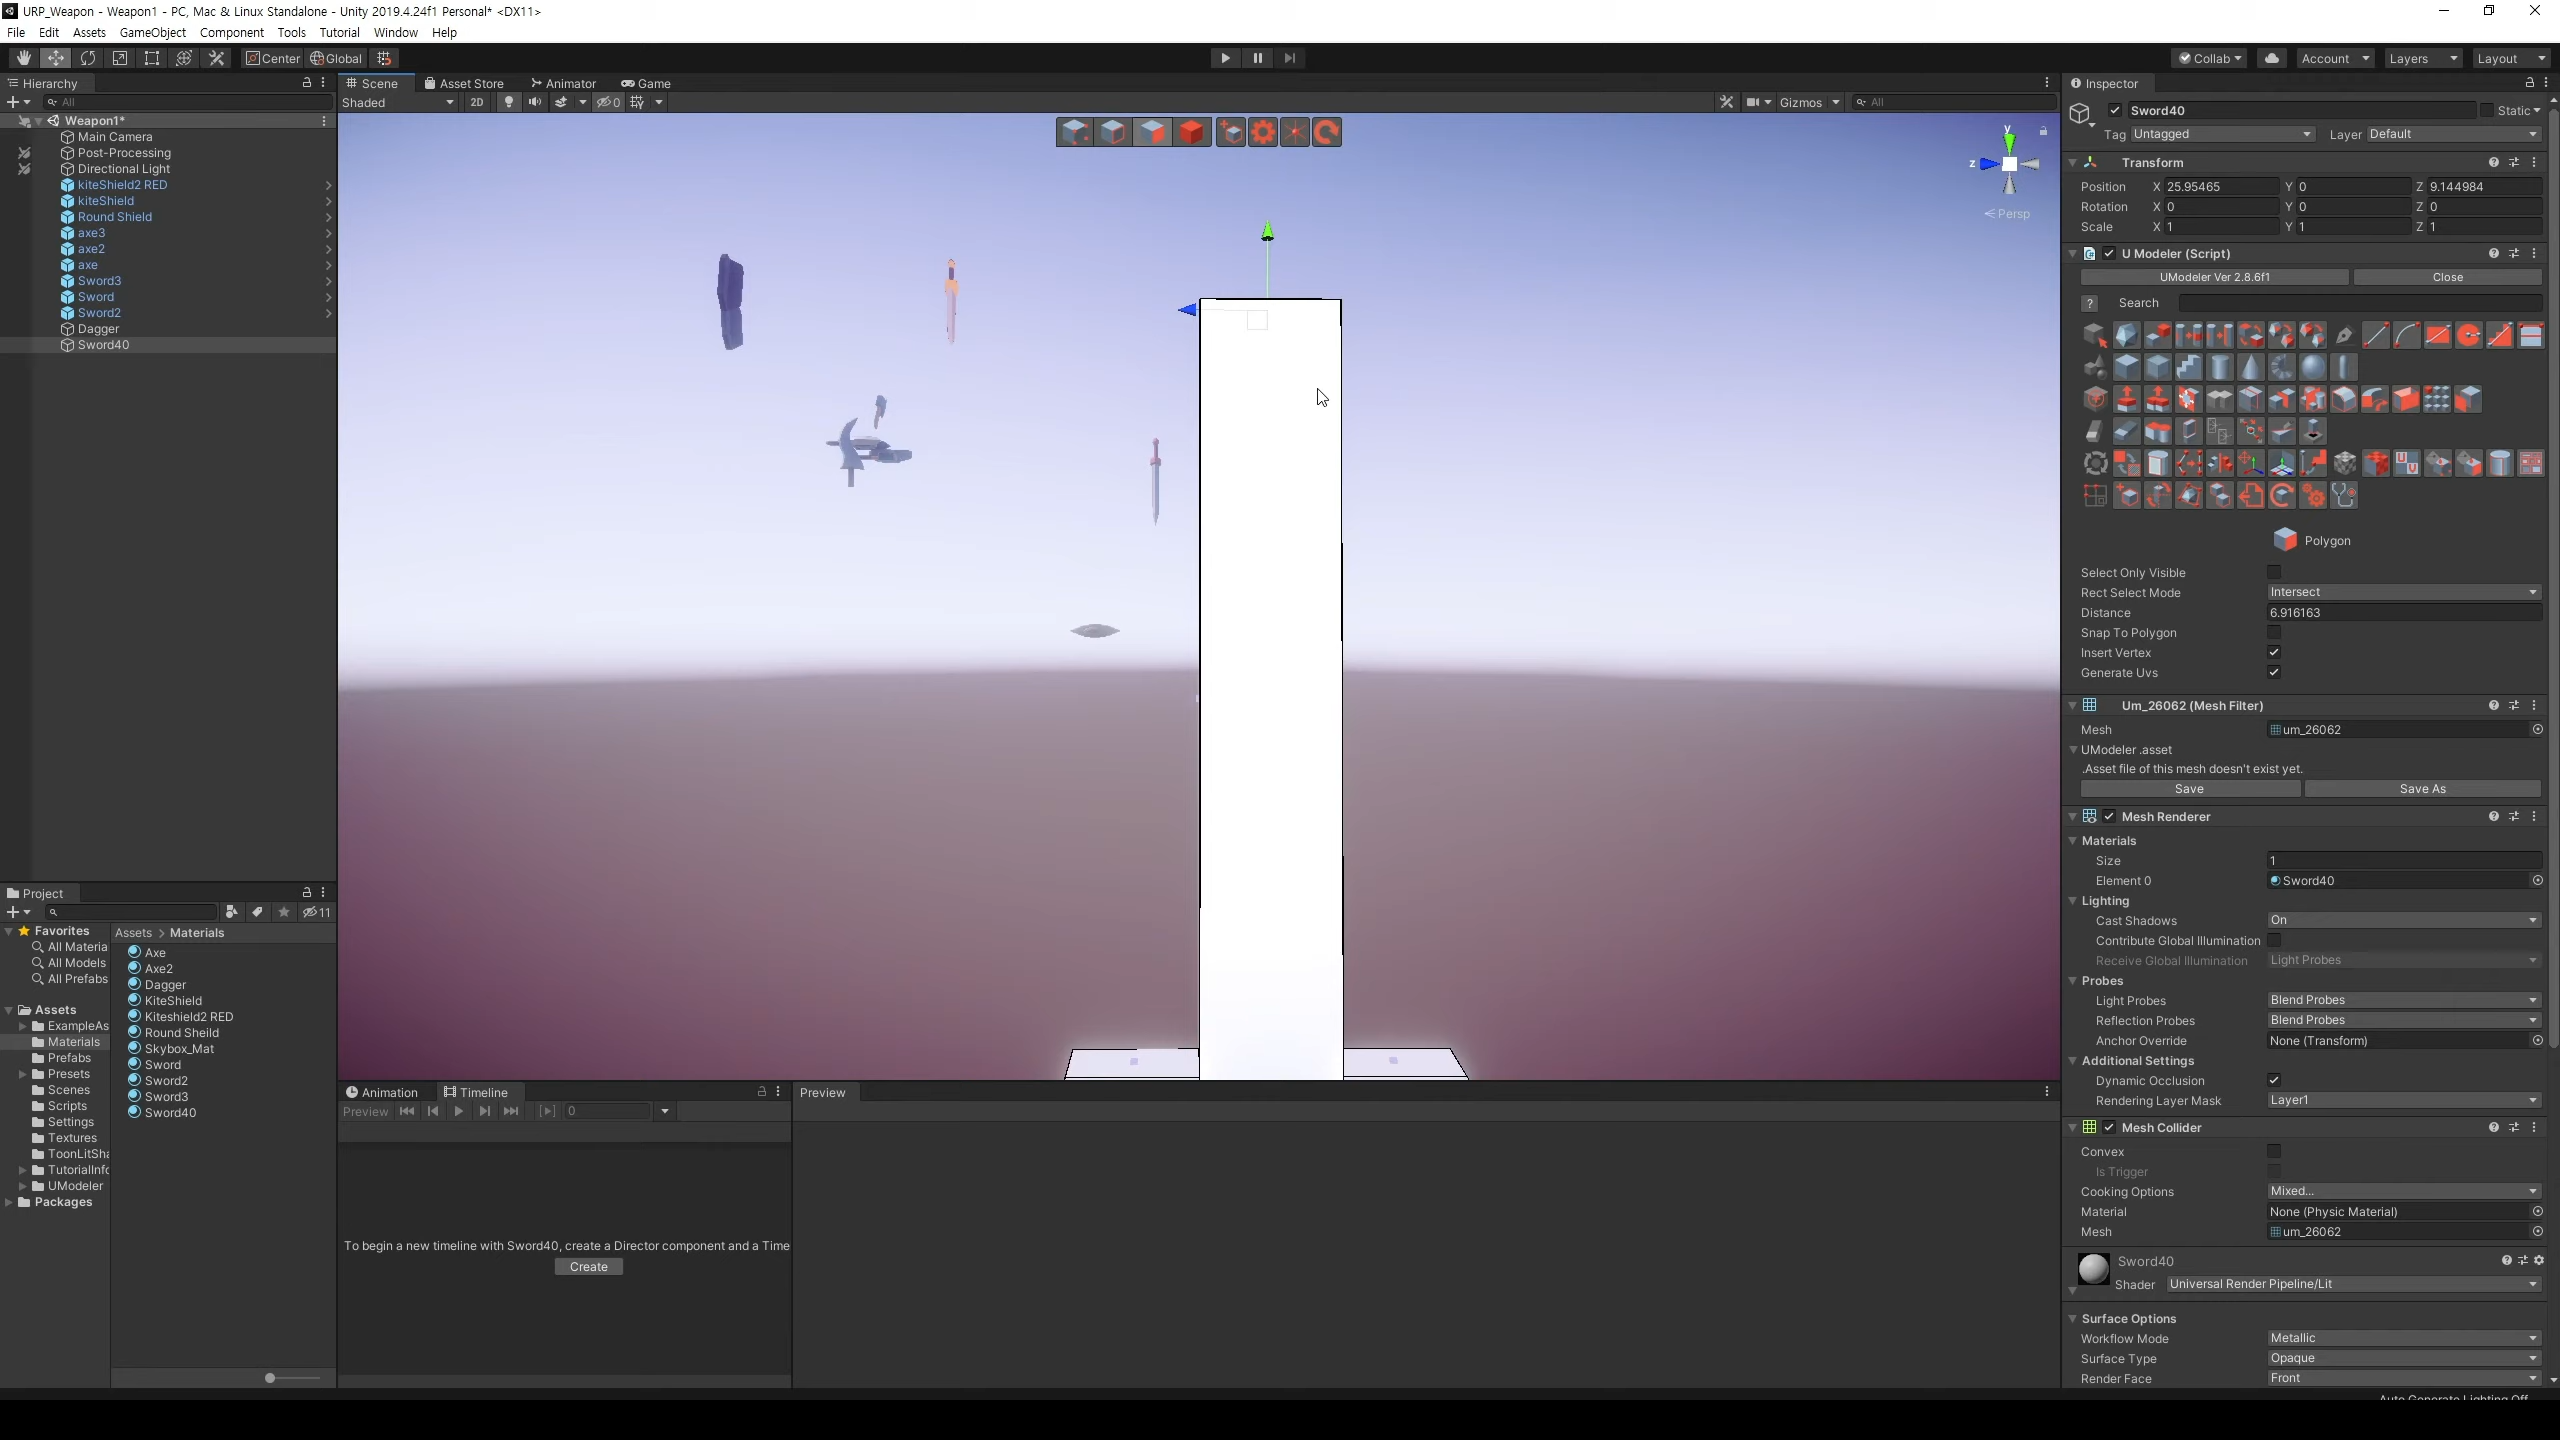 URP_Weapon - Weapon1 - PC, Mac & Linux Standalone - Unity 2019.4.24f1 Personal* <DX11>
File Edit Assets GameObject Component Tools Tutorial Window Help
Center Global Collab Account Layers Layout
Hierarchy
All
Weapon1*
Main Camera
Post-Processing
Directional Light
kiteShield2 RED
kiteShield
Round Shield
axe3
axe2
axe
Sword3
Sword
Sword2
Dagger
Sword40
Scene Asset Store Animator Game
Shaded 2D 0 Gizmos All
y
z
Persp
Project
11
Favorites
All Materia
All Models
All Prefabs
Assets
ExampleAs
Materials
Prefabs
Presets
Scenes
Scripts
Settings
Textures
ToonLitSha
TutorialInfo
UModeler
Packages
Assets > Materials
Axe
Axe2
Dagger
KiteShield
Kiteshield2 RED
Round Sheild
Skybox_Mat
Sword
Sword2
Sword3
Sword40
Animation Timeline
Preview 0
To begin a new timeline with Sword40, create a Director component and a Time
Create
Preview
Inspector
Sword40 Static
Tag Untagged Layer Default
Transform
Position X 25.95465 Y 0 Z 9.144984
Rotation X 0 Y 0 Z 0
Scale X 1 Y 1 Z 1
U Modeler (Script)
UModeler Ver 2.8.6f1 Close
? Search
Polygon
Select Only Visible
Rect Select Mode Intersect
Distance 6.916163
Snap To Polygon
Insert Vertex
Generate Uvs
Um_26062 (Mesh Filter)
Mesh um_26062
UModeler .asset
.Asset file of this mesh doesn't exist yet.
Save Save As
Mesh Renderer
Materials
Size 1
Element 0 Sword40
Lighting
Cast Shadows On
Contribute Global Illumination
Receive Global Illumination Light Probes
Probes
Light Probes Blend Probes
Reflection Probes Blend Probes
Anchor Override None (Transform)
Additional Settings
Dynamic Occlusion
Rendering Layer Mask Layer1
Mesh Collider
Convex
Is Trigger
Cooking Options Mixed...
Material None (Physic Material)
Mesh um_26062
Sword40
Shader Universal Render Pipeline/Lit
Surface Options
Workflow Mode Metallic
Surface Type Opaque
Render Face Front
Auto Generate Lighting Off